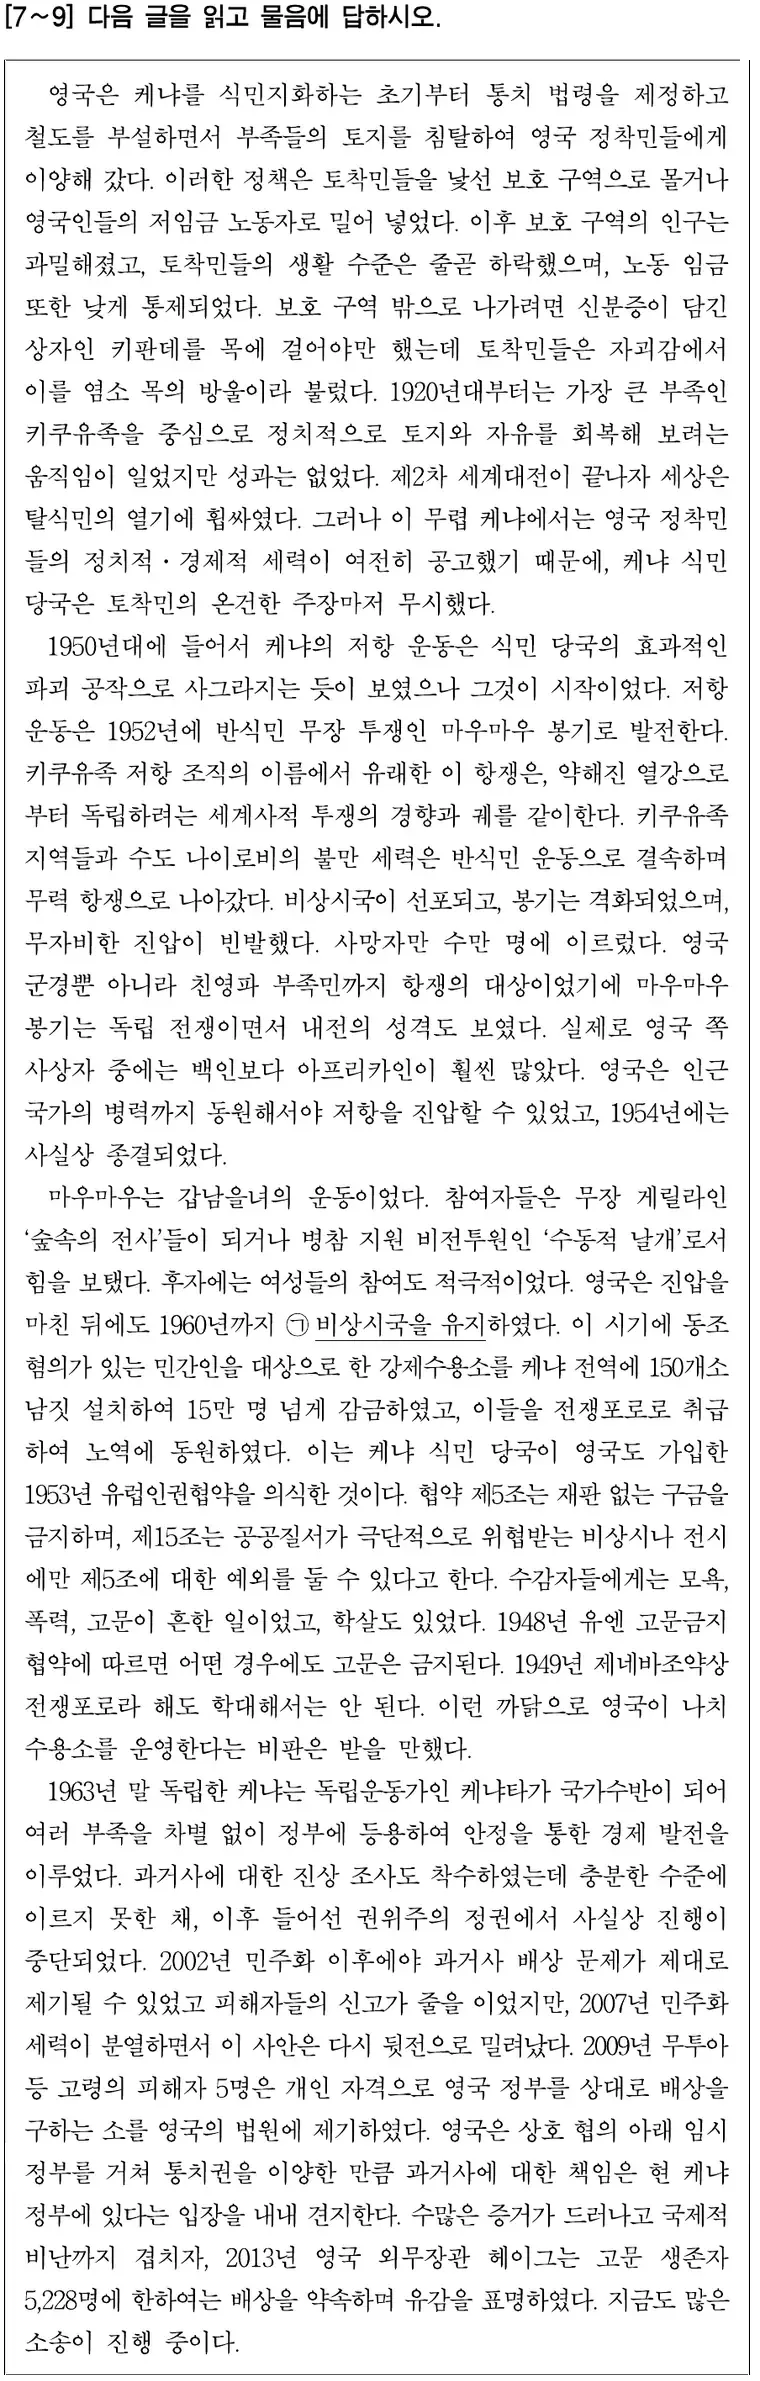 [7～9] 다음 글을 읽고 물음에 답하시오.
영국은 케냐를 식민지화하는 초기부터 통치 법령을 제정하고
철도를 부설하면서 부족들의 토지를 침탈하여 영국 정착민들에게
이양해 갔다. 이러한 정책은 토착민들을 낯선 보호 구역으로 몰거나
영국인들의 저임금 노동자로 밀어 넣었다. 이후 보호 구역의 인구는
과밀해졌고, 토착민들의 생활 수준은 줄곧 하락했으며, 노동 임금
또한 낮게 통제되었다. 보호 구역 밖으로 나가려면 신분증이 담긴
상자인 키판데를 목에 걸어야만 했는데 토착민들은 자괴감에서
이를 염소 목의 방울이라 불렀다. 1920년대부터는 가장 큰 부족인
키쿠유족을 중심으로 정치적으로 토지와 자유를 회복해 보려는
움직임이 일었지만 성과는 없었다. 제2차 세계대전이 끝나자 세상은
탈식민의 열기에 휩싸였다. 그러나 이 무렵 케냐에서는 영국 정착민
들의 정치적·경제적 세력이 여전히 공고했기 때문에, 케냐 식민
당국은 토착민의 온건한 주장마저 무시했다.
1950년대에 들어서 케냐의 저항 운동은 식민 당국의 효과적인
파괴 공작으로 사그라지는 듯이 보였으나 그것이 시작이었다. 저항
운동은 1952년에 반식민 무장 투쟁인 마우마우 봉기로 발전한다.
키쿠유족 저항 조직의 이름에서 유래한 이 항쟁은, 약해진 열강으로
부터 독립하려는 세계사적 투쟁의 경향과 궤를 같이한다. 키쿠유족
지역들과 수도 나이로비의 불만 세력은 반식민 운동으로 결속하며
무력 항쟁으로 나아갔다. 비상시국이 선포되고, 봉기는 격화되었으며,
무자비한 진압이 빈발했다. 사망자만 수만 명에 이르렀다. 영국
군경뿐 아니라 친영파 부족민까지 항쟁의 대상이었기에 마우마우
봉기는 독립 전쟁이면서 내전의 성격도 보였다. 실제로 영국 쪽
사상자 중에는 백인보다 아프리카인이 훨씬 많았다. 영국은 인근
국가의 병력까지 동원해서야 저항을 진압할 수 있었고, 1954년에는
사실상 종결되었다.
마우마우는 갑남을녀의 운동이었다. 참여자들은 무장 게릴라인
‘숲속의 전사’들이 되거나 병참 지원 비전투원인 ‘수동적 날개’로서
힘을 보탰다. 후자에는 여성들의 참여도 적극적이었다. 영국은 진압을
마친 뒤에도 1960년까지 ㉠ 비상시국을 유지하였다. 이 시기에 동조
혐의가 있는 민간인을 대상으로 한 강제수용소를 케냐 전역에 150개소
남짓 설치하여 15만 명 넘게 감금하였고, 이들을 전쟁포로로 취급
하여 노역에 동원하였다. 이는 케냐 식민 당국이 영국도 가입한
1953년 유럽인권협약을 의식한 것이다. 협약 제5조는 재판 없는 구금을
금지하며, 제15조는 공공질서가 극단적으로 위협받는 비상시나 전시
에만 제5조에 대한 예외를 둘 수 있다고 한다. 수감자들에게는 모욕,
폭력, 고문이 흔한 일이었고, 학살도 있었다. 1948년 유엔 고문금지
협약에 따르면 어떤 경우에도 고문은 금지된다. 1949년 제네바조약상
전쟁포로라 해도 학대해서는 안 된다. 이런 까닭으로 영국이 나치
수용소를 운영한다는 비판은 받을 만했다.
1963년 말 독립한 케냐는 독립운동가인 케냐타가 국가수반이 되어
여러 부족을 차별 없이 정부에 등용하여 안정을 통한 경제 발전을
이루었다. 과거사에 대한 진상 조사도 착수하였는데 충분한 수준에
이르지 못한 채, 이후 들어선 권위주의 정권에서 사실상 진행이
중단되었다. 2002년 민주화 이후에야 과거사 배상 문제가 제대로
제기될 수 있었고 피해자들의 신고가 줄을 이었지만, 2007년 민주화
세력이 분열하면서 이 사안은 다시 뒷전으로 밀려났다. 2009년 무투아
등 고령의 피해자 5명은 개인 자격으로 영국 정부를 상대로 배상을
구하는 소를 영국의 법원에 제기하였다. 영국은 상호 협의 아래 임시
정부를 거쳐 통치권을 이양한 만큼 과거사에 대한 책임은 현 케냐
정부에 있다는 입장을 내내 견지한다. 수많은 증거가 드러나고 국제적
비난까지 겹치자, 2013년 영국 외무장관 헤이그는 고문 생존자
5,228명에 한하여는 배상을 약속하며 유감을 표명하였다. 지금도 많은
소송이 진행 중이다.